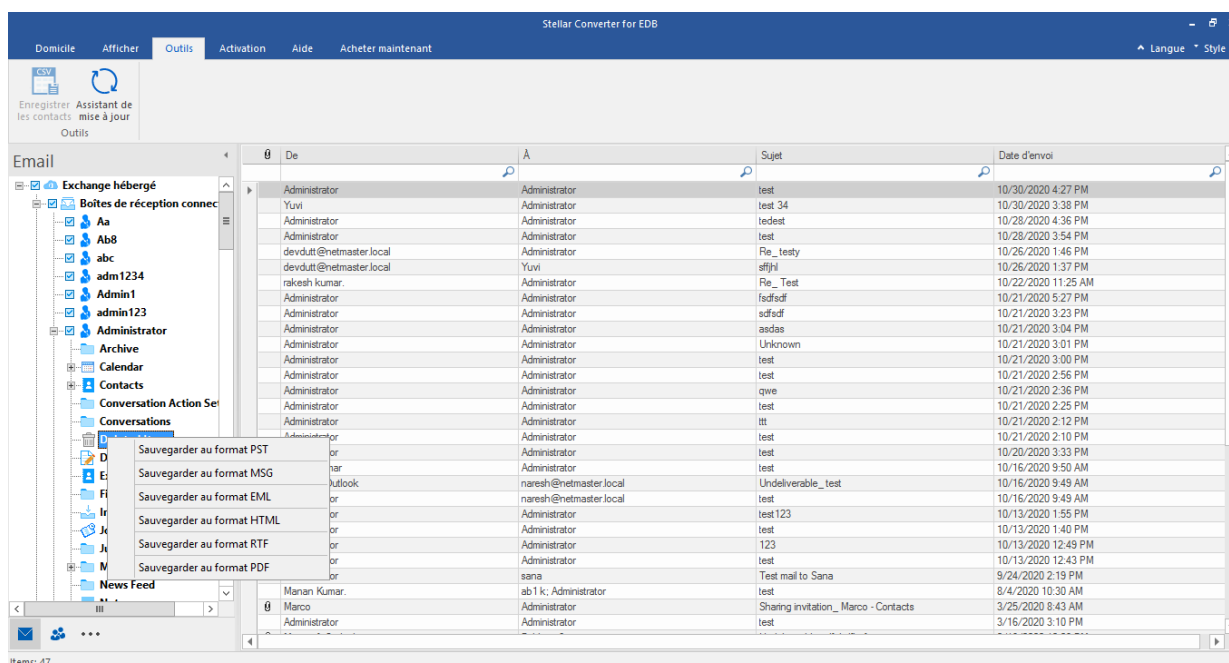 Stellar Converter for EDB
Domicile Afficher Outils Activation Aide Acheter maintenant Langue Style
CSV
Enregistrer les contacts
Assistant de mise à jour
Outils
Email
Exchange hébergé
Boîtes de réception connec
Aa
Ab8
abc
adm1234
Admin1
admin123
Administrator
Archive
Calendar
Contacts
Conversation Action Set
Conversations
News Feed
Sauvegarder au format PST
Sauvegarder au format MSG
Sauvegarder au format EML
Sauvegarder au format HTML
Sauvegarder au format RTF
Sauvegarder au format PDF
De À Sujet Date d'envoi
Administrator Administrator test 10/30/2020 4:27 PM
Yuvi Administrator test 34 10/30/2020 3:38 PM
Administrator Administrator tedest 10/28/2020 4:36 PM
Administrator Administrator test 10/28/2020 3:54 PM
devdutt@netmaster.local Administrator Re_ testy 10/26/2020 1:46 PM
devdutt@netmaster.local Yuvi sffjhl 10/26/2020 1:37 PM
rakesh kumar. Administrator Re_ Test 10/22/2020 11:25 AM
Administrator Administrator fsdfsdf 10/21/2020 5:27 PM
Administrator Administrator sdfsdf 10/21/2020 3:23 PM
Administrator Administrator asdas 10/21/2020 3:04 PM
Administrator Administrator Unknown 10/21/2020 3:01 PM
Administrator Administrator test 10/21/2020 3:00 PM
Administrator Administrator test 10/21/2020 2:56 PM
Administrator Administrator qwe 10/21/2020 2:36 PM
Administrator Administrator test 10/21/2020 2:25 PM
Administrator Administrator ttt 10/21/2020 2:12 PM
Administrator Administrator test 10/21/2020 2:10 PM
or Administrator test 10/20/2020 3:33 PM
nar Administrator test 10/16/2020 9:50 AM
Outlook naresh@netmaster.local Undeliverable_ test 10/16/2020 9:49 AM
or naresh@netmaster.local test 10/16/2020 9:49 AM
or Administrator test123 10/13/2020 1:55 PM
or Administrator test 10/13/2020 1:40 PM
or Administrator 123 10/13/2020 12:49 PM
or Administrator test 10/13/2020 12:43 PM
or sana Test mail to Sana 9/24/2020 2:19 PM
Manan Kumar. ab1 k; Administrator test 8/4/2020 10:30 AM
Marco Administrator Sharing invitation_ Marco - Contacts 3/25/2020 8:43 AM
Administrator Administrator test 3/16/2020 3:10 PM
Items: 47